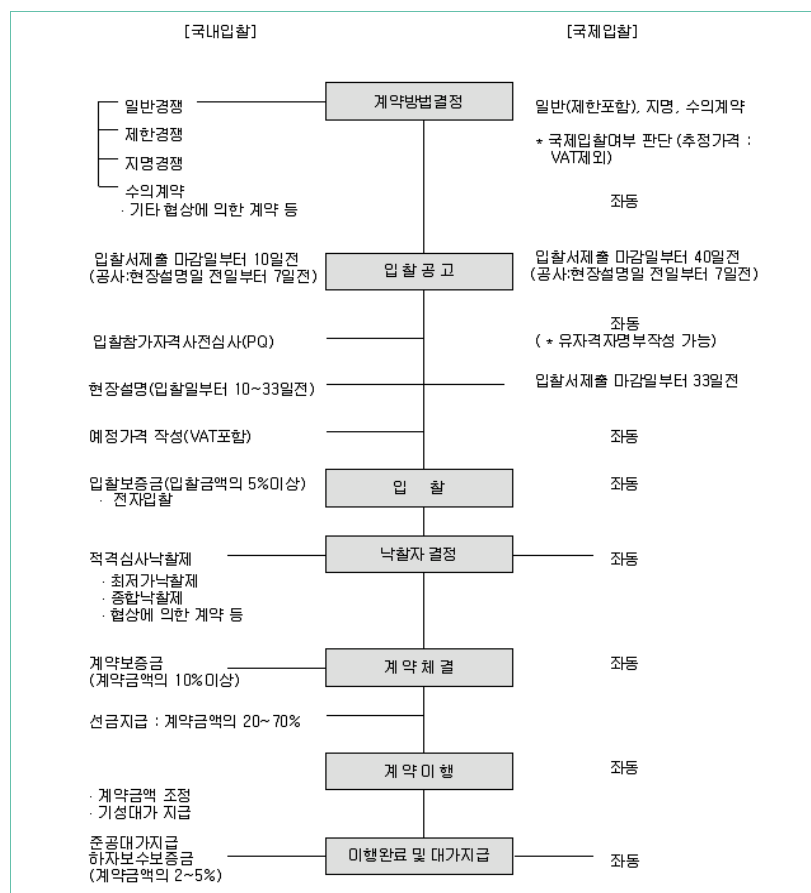 [국내입찰]
[국제입찰]
계약방법결정
일반경쟁
제한경쟁
지명경쟁
수의계약
· 기타 협상에 의한 계약 등
일반(제한포함), 지명, 수의계약
* 국제입찰여부 판단 (추정가격 :
VAT제외)
좌동
입찰서제출 마감일부터 10일전
(공사:현장설명일 전일부터 7일전)
입 찰 공 고
입찰서제출 마감일부터 40일전
(공사:현장설명일 전일부터 7일전)
입찰참가자격사전심사(PQ)
좌동
( * 유자격자명부작성 가능)
현장설명(입찰일부터 10~33일전)
입찰서제출 마감일부터 33일전
예정가격 작성(VAT포함)
좌동
입찰보증금(입찰금액의 5%이상)
· 전자입찰
입 찰
좌동
적격심사낙찰제
· 최저가낙찰제
· 종합낙찰제
· 협상에 의한 계약 등
낙찰자 결정
좌동
계약보증금
(계약금액의 10%이상)
계 약 체 결
좌동
선금지급 : 계약금액의 20~70%
계 약 이 행
좌동
· 계약금액 조정
· 기성대가 지급
준공대가지급
하자보수보증금
(계약금액의 2~5%)
이행완료 및 대가지급
좌동